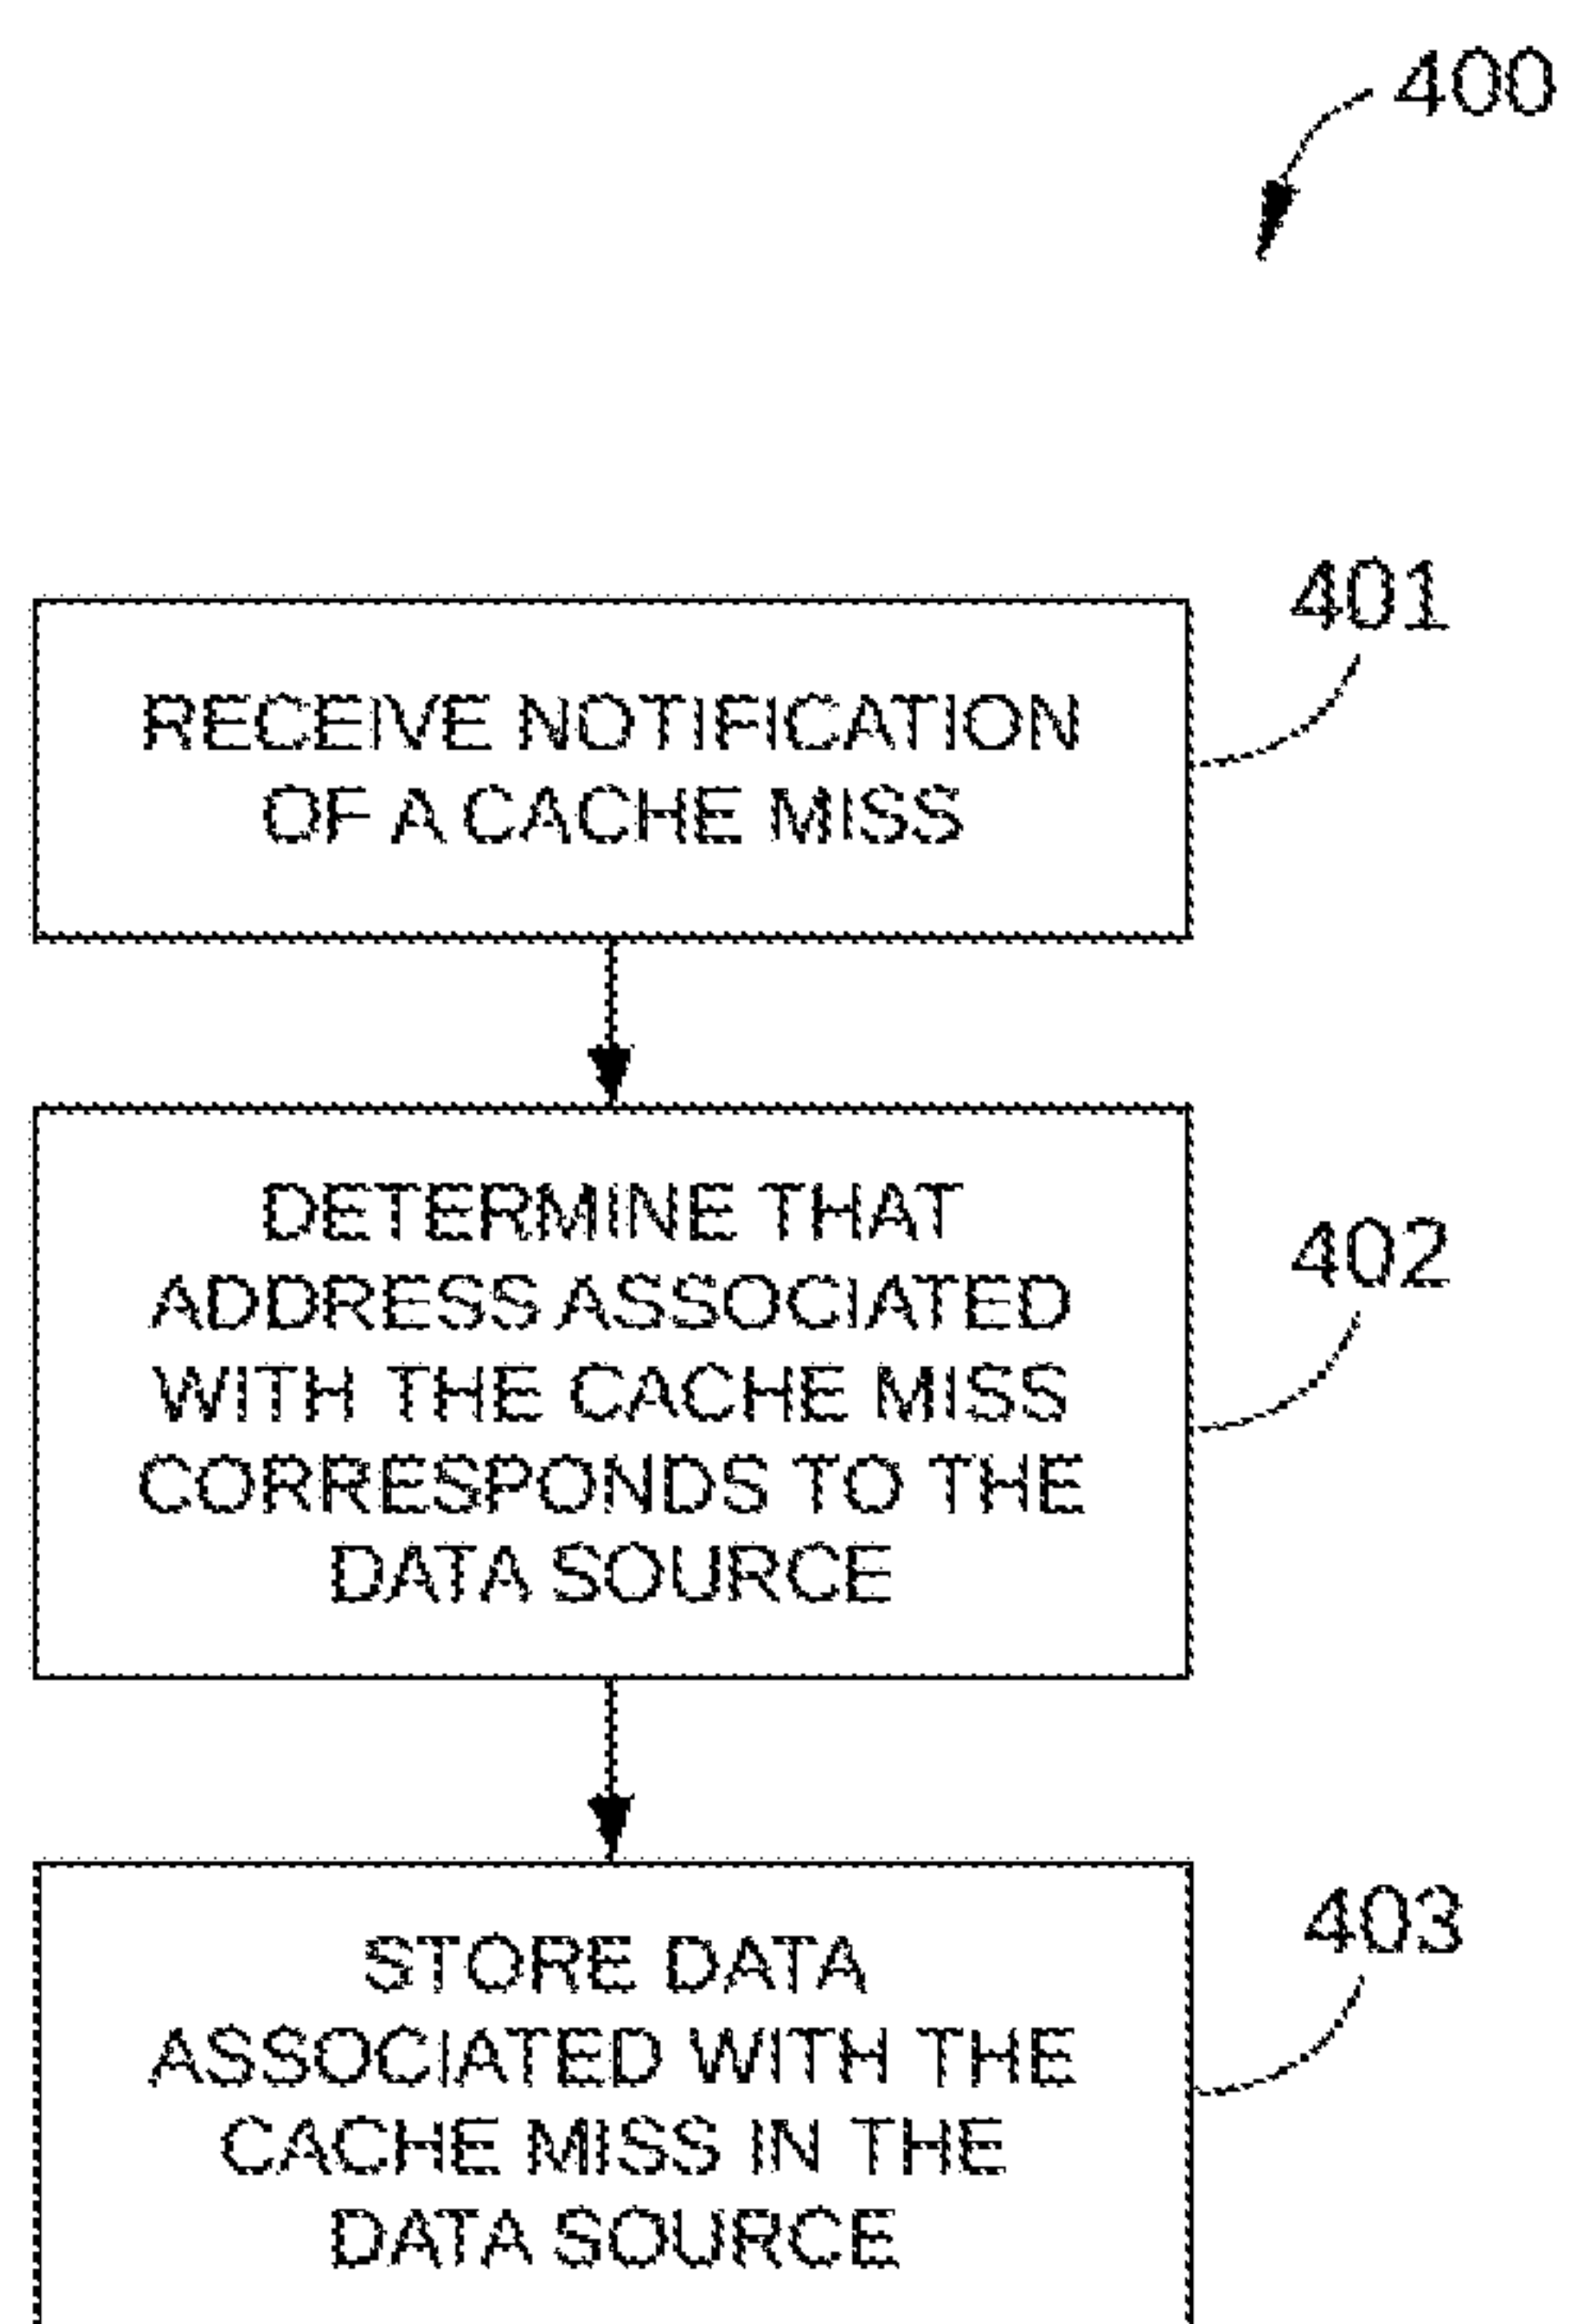 400
401
RECEIVE NOTIFICATION
OF A CACHE MISS
402
DETERMINE THAT
ADDRESS ASSOCIATED
WITH THE CACHE MISS
CORRESPONDS TO THE
DATA SOURCE
403
STORE DATA
ASSOCIATED WITH THE
CACHE MISS IN THE
DATA SOURCE